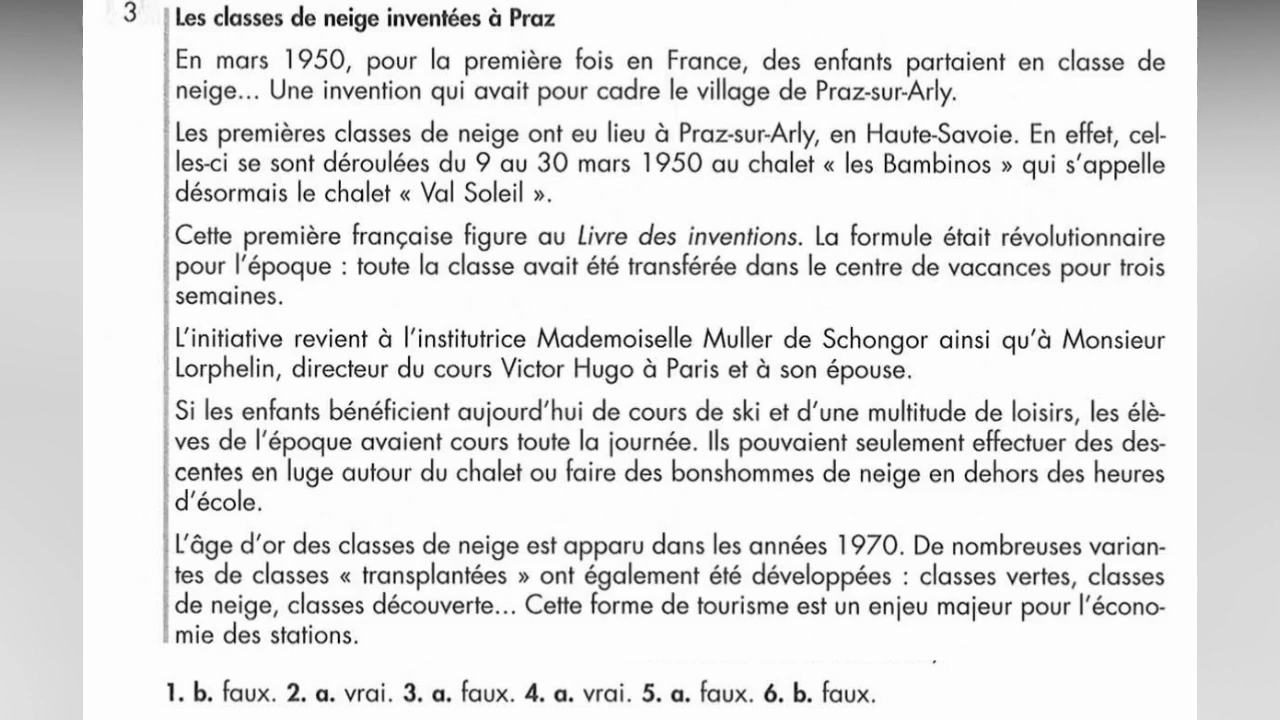 3
Les classes de neige inventées à Praz
En mars 1950, pour la première fois en France, des enfants partaient en classe de
neige... Une invention qui avait pour cadre le village de Praz-sur-Arly.
Les premières classes de neige ont eu lieu à Praz-sur-Arly, en Haute-Savoie. En effet, cel-
les-ci se sont déroulées du 9 au 30 mars 1950 au chalet « les Bambinos » qui s'appelle
désormais le chalet « Val Soleil ».
Cette première française figure au Livre des inventions. La formule était révolutionnaire
pour l'époque : toute la classe avait été transférée dans le centre de vacances pour trois
semaines.
L'initiative revient à l'institutrice Mademoiselle Muller de Schongor ainsi qu'à Monsieur
Lorphelin, directeur du cours Victor Hugo à Paris et à son épouse.
Si les enfants bénéficient aujourd'hui de cours de ski et d'une multitude de loisirs, les élè-
ves de l'époque avaient cours toute la journée. Ils pouvaient seulement effectuer des des-
centes en luge autour du chalet ou faire des bonshommes de neige en dehors des heures
d'école.
L'âge d'or des classes de neige est apparu dans les années 1970. De nombreuses varian-
tes de classes « transplantées » ont également été développées : classes vertes, classes
de neige, classes découverte... Cette forme de tourisme est un enjeu majeur pour l'écono-
mie des stations.
1. b. faux. 2. a. vrai. 3. a. faux. 4. a. vrai. 5. a. faux. 6. b. faux.